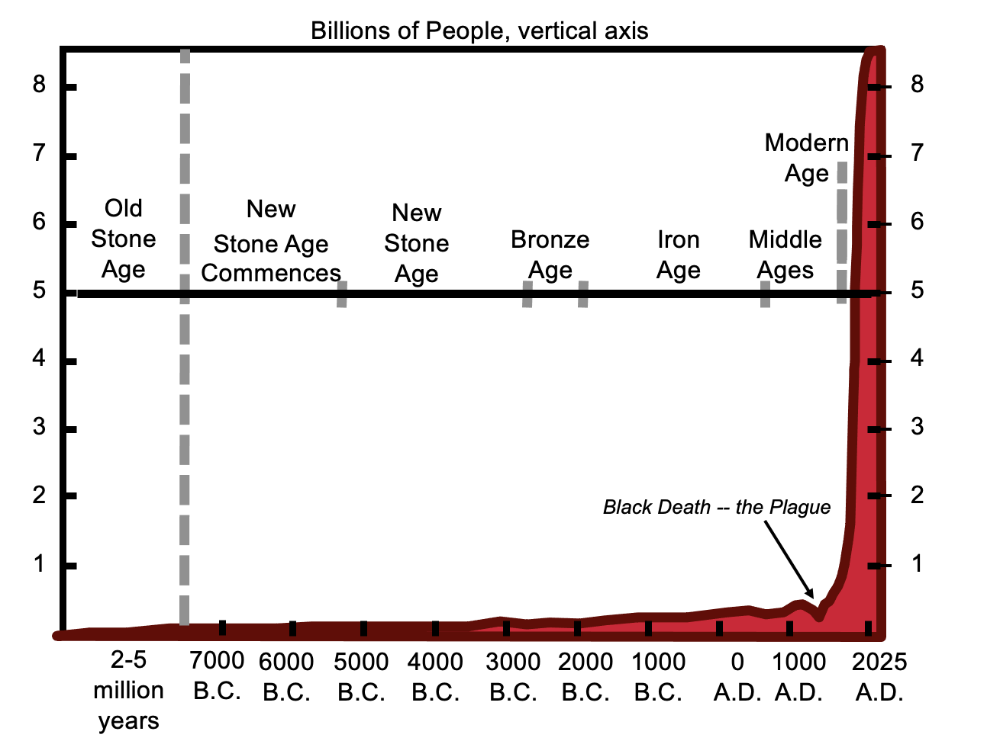 Billions of People, vertical axis
8
7
6
5
4
3
2
1
8
7
6
5
4
3
2
1
Old
Stone
Age
New
Stone Age
Commences
New
Stone
Age
Bronze
Age
Iron
Age
Middle
Ages
Modern
Age
Black Death -- the Plague
2-5
million
years
7000
B.C.
6000
B.C.
5000
B.C.
4000
B.C.
3000
B.C.
2000
B.C.
1000
B.C.
0
A.D.
1000
A.D.
2025
A.D.